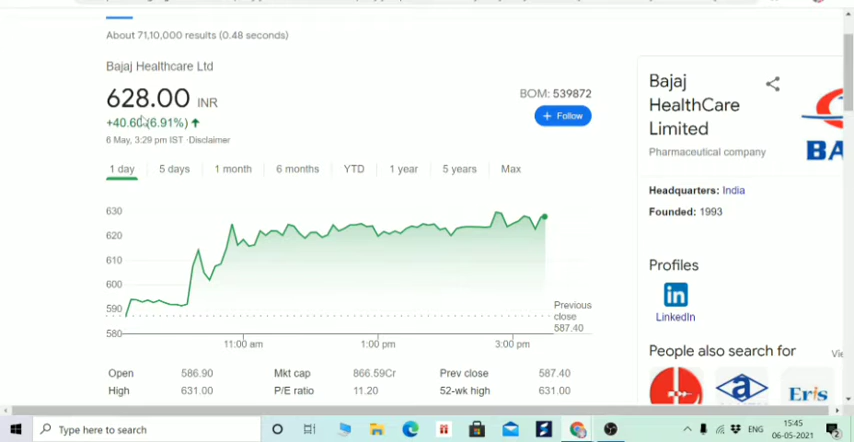 About 71,10,000 results (0.48 seconds)
Bajaj Healthcare Ltd
628.00 INR
+40.60 (6.91%)
6 May, 3:29 pm IST · Disclaimer
BOM: 539872
+ Follow
1 day 5 days 1 month 6 months YTD 1 year 5 years Max
630
620
610
600
590
580
Previous
close
587.40
11:00 am 1:00 pm 3:00 pm
Open 586.90 Mkt cap 866.59Cr Prev close 587.40
High 631.00 P/E ratio 11.20 52-wk high 631.00
Bajaj
HealthCare
Limited
Pharmaceutical company
BA
Headquarters: India
Founded: 1993
Profiles
in
LinkedIn
People also search for
Vie
a
Eris
Type here to search
ENG
15:45
06-05-2021
2